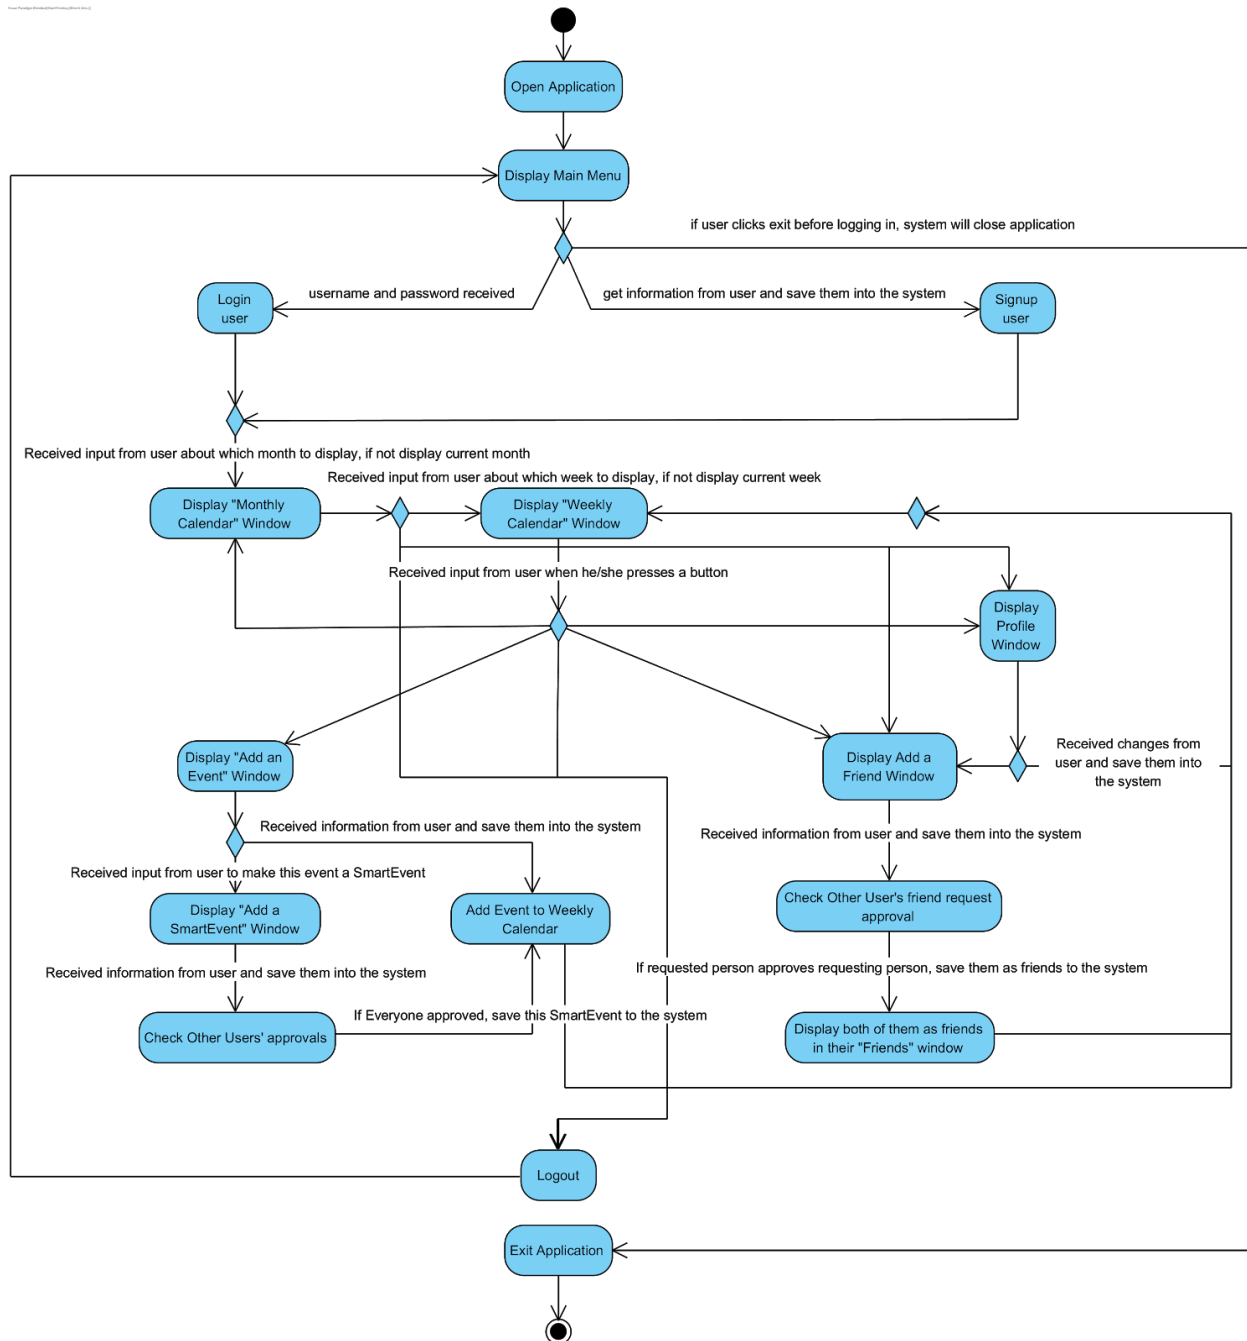 Open Application
Display Main Menu
if user clicks exit before logging in, system will close application
username and password received
get information from user and save them into the system
Login
user
Signup
user
Received input from user about which month to display, if not display current month
Received input from user about which week to display, if not display current week
Display "Monthly
Calendar" Window
Display "Weekly
Calendar" Window
Received input from user when he/she presses a button
Display
Profile
Window
Display "Add an
Event" Window
Display Add a
Friend Window
Received changes from
user and save them into
the system
Received information from user and save them into the system
Received information from user and save them into the system
Received input from user to make this event a SmartEvent
Display "Add a
SmartEvent" Window
Add Event to Weekly
Calendar
Check Other User's friend request
approval
Received information from user and save them into the system
If requested person approves requesting person, save them as friends to the system
If Everyone approved, save this SmartEvent to the system
Check Other Users' approvals
Display both of them as friends
in their "Friends" window
Logout
Exit Application